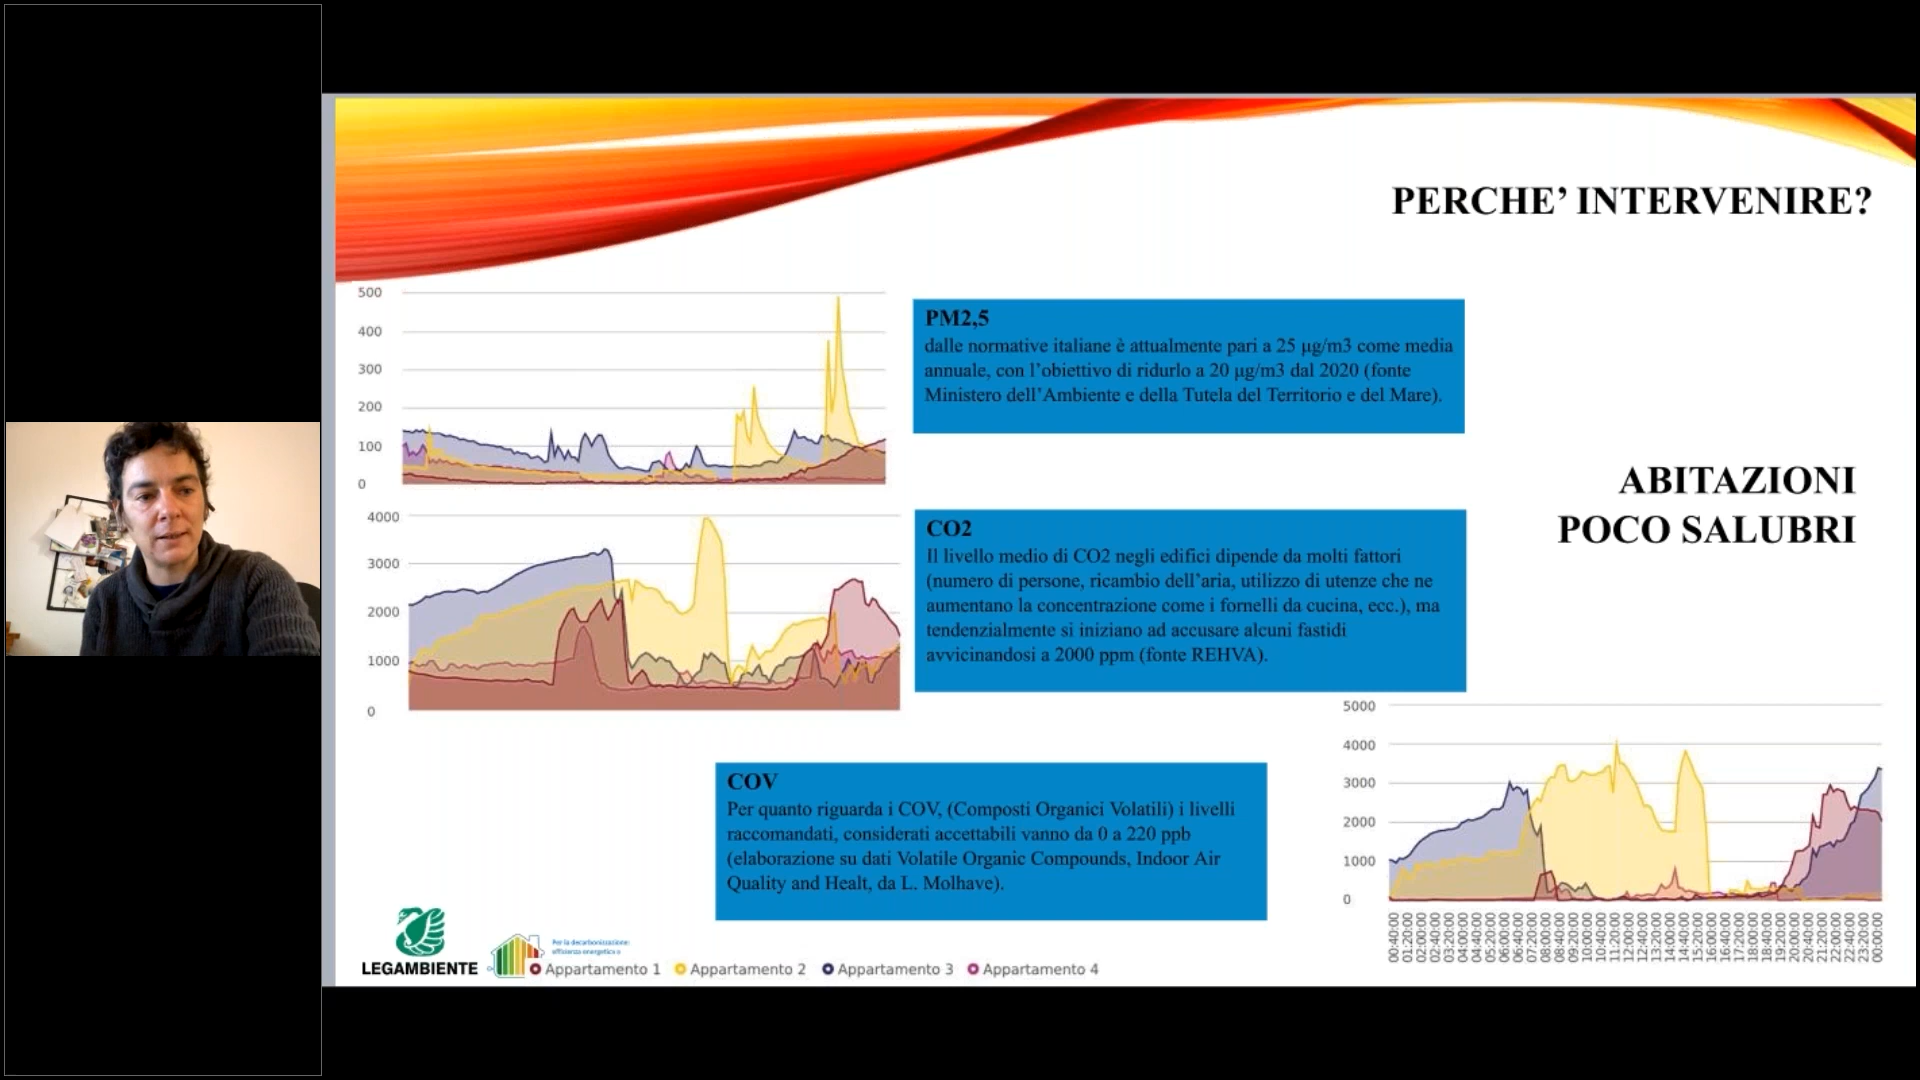 PERCHE’ INTERVENIRE?
500
400
300
200
100
0
PM2,5
dalle normative italiane è attualmente pari a 25 µg/m3 come media
annuale, con l’obiettivo di ridurlo a 20 µg/m3 dal 2020 (fonte
Ministero dell’Ambiente e della Tutela del Territorio e del Mare).
ABITAZIONI
POCO SALUBRI
4000
3000
2000
1000
0
CO2
Il livello medio di CO2 negli edifici dipende da molti fattori
(numero di persone, ricambio dell’aria, utilizzo di utenze che ne
aumentano la concentrazione come i fornelli da cucina, ecc.), ma
tendenzialmente si iniziano ad accusare alcuni fastidi
avvicinandosi a 2000 ppm (fonte REHVA).
COV
Per quanto riguarda i COV, (Composti Organici Volatili) i livelli
raccomandati, considerati accettabili vanno da 0 a 220 ppb
(elaborazione su dati Volatile Organic Compounds, Indoor Air
Quality and Healt, da L. Molhave).
5000
4000
3000
2000
1000
0
00:40:00
01:20:00
02:00:00
02:40:00
03:20:00
04:00:00
04:40:00
05:20:00
06:00:00
06:40:00
07:20:00
08:00:00
08:40:00
09:20:00
10:00:00
10:40:00
11:20:00
12:00:00
12:40:00
13:20:00
14:00:00
14:40:00
15:20:00
16:00:00
16:40:00
17:20:00
18:00:00
18:40:00
19:20:00
20:00:00
20:40:00
21:20:00
22:00:00
22:40:00
23:20:00
00:00:00
LEGAMBIENTE
Per la decarbonizzazione:
efficienza energetica e
Appartamento 1 Appartamento 2 Appartamento 3 Appartamento 4